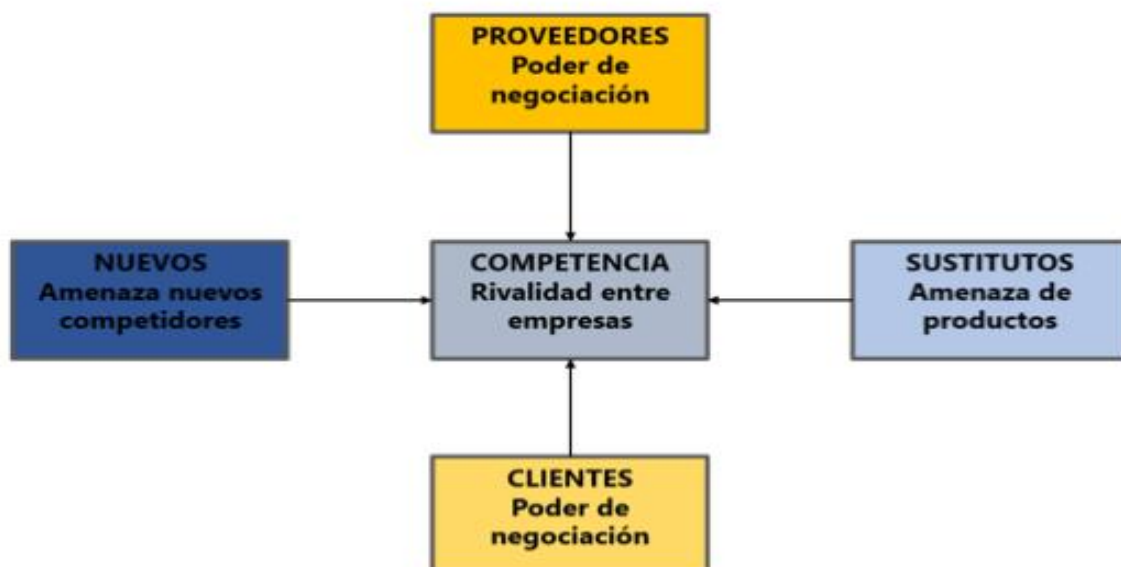 PROVEEDORES
Poder de
negociación
NUEVOS
Amenaza nuevos
competidores
COMPETENCIA
Rivalidad entre
empresas
SUSTITUTOS
Amenaza de
productos
CLIENTES
Poder de
negociación